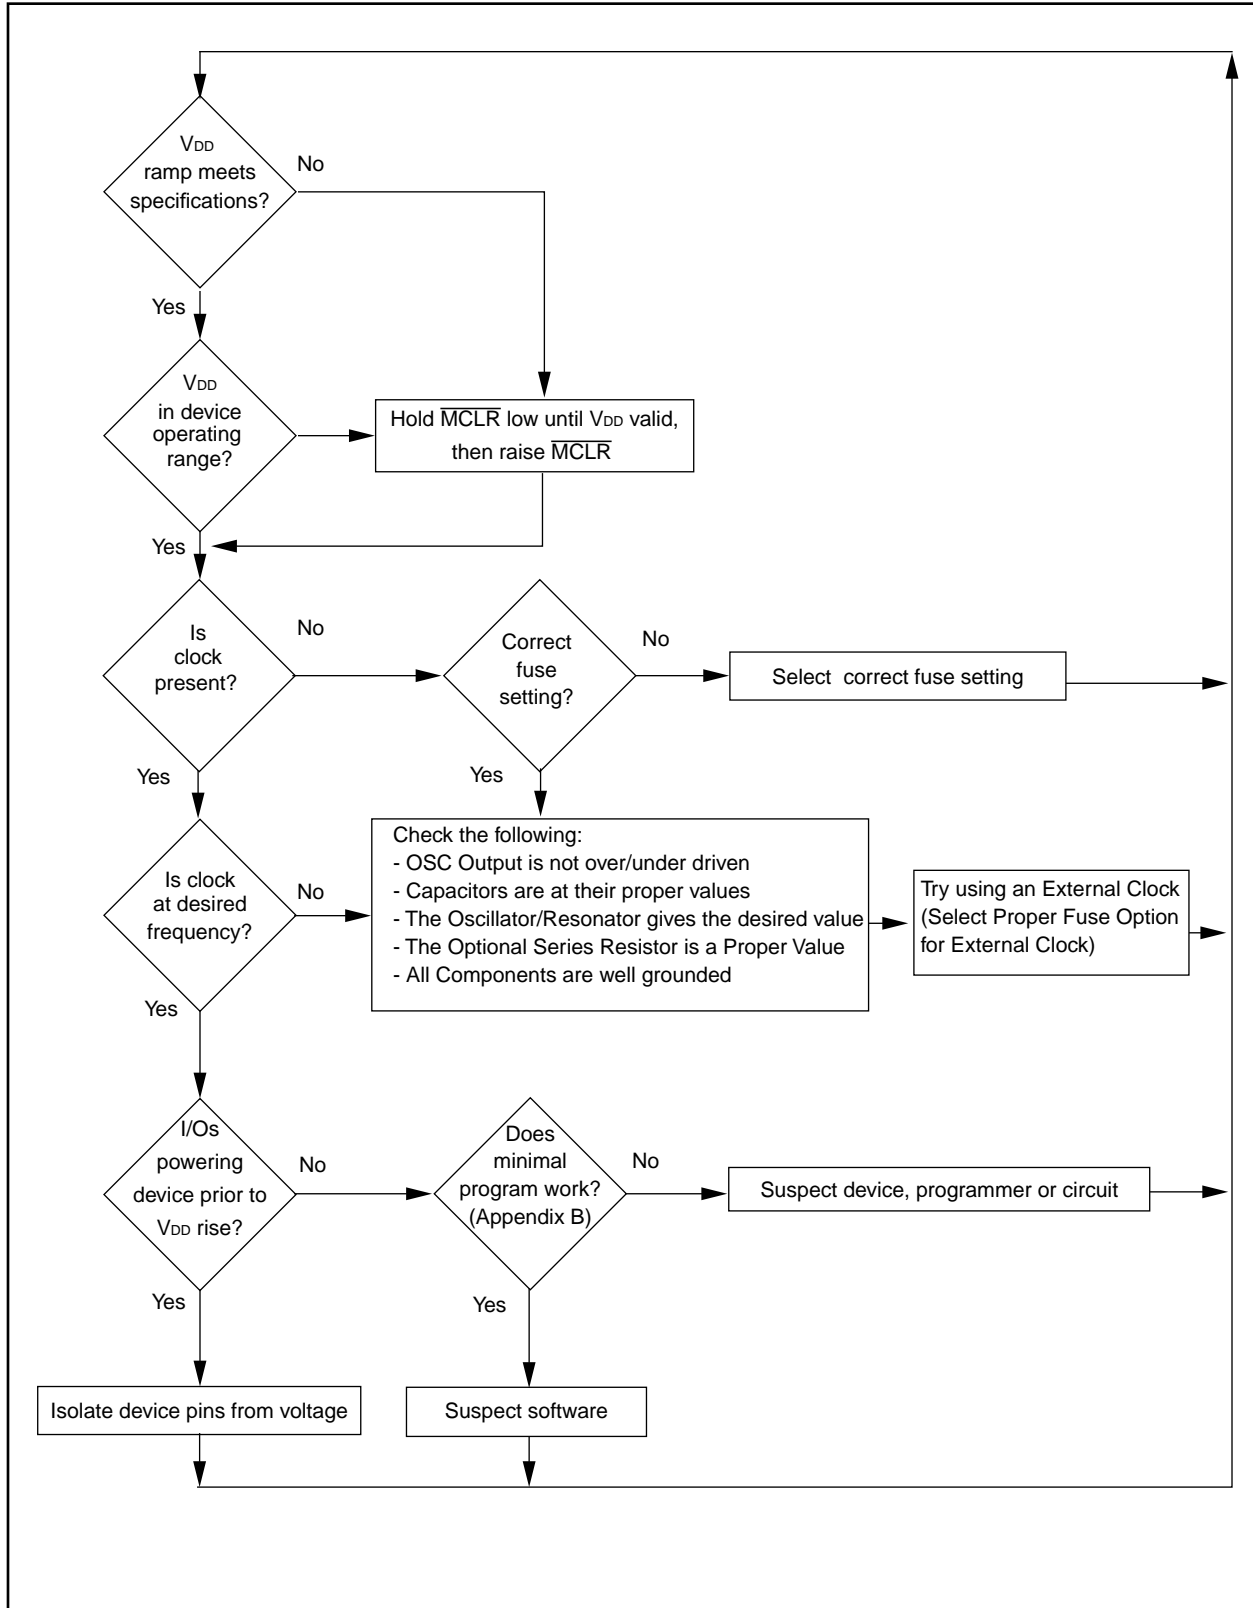 VDD
ramp meets
specifications?
No
Yes
VDD
in device
operating
range?
Hold MCLR low until VDD valid,
then raise MCLR
Yes
Is
clock
present?
No
Correct
fuse
setting?
No
Select correct fuse setting
Yes
Yes
Is clock
at desired
frequency?
No
Check the following:
- OSC Output is not over/under driven
- Capacitors are at their proper values
- The Oscillator/Resonator gives the desired value
- The Optional Series Resistor is a Proper Value
- All Components are well grounded
Try using an External Clock
(Select Proper Fuse Option
for External Clock)
Yes
I/Os
powering
device prior to
VDD rise?
No
Does
minimal
program work?
(Appendix B)
No
Suspect device, programmer or circuit
Yes
Yes
Isolate device pins from voltage
Suspect software